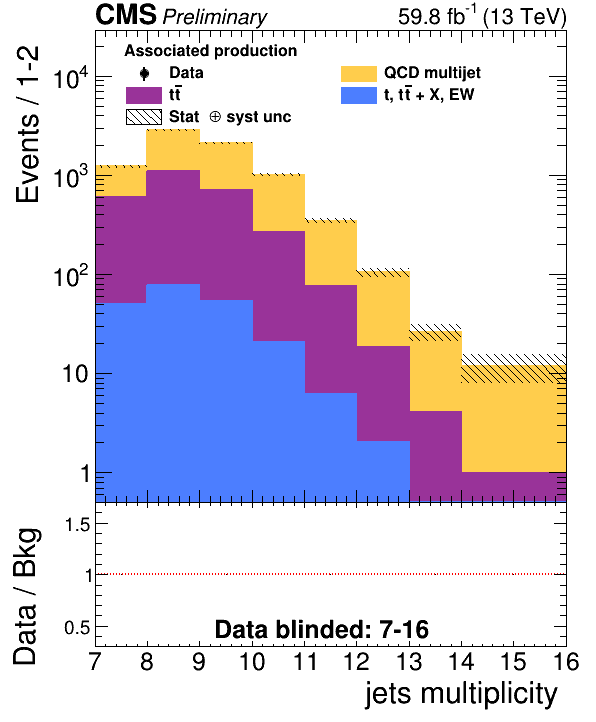 CMS Preliminary 59.8 fb⁻¹ (13 TeV)
Events / 1-2
Associated production
Data
QCD multijet
tt̄
t, tt̄ + X, EW
Stat ⊕ syst unc
10⁴
10³
10²
10
1
Data / Bkg
1.5
1
0.5
Data blinded: 7-16
7 8 9 10 11 12 13 14 15 16
jets multiplicity